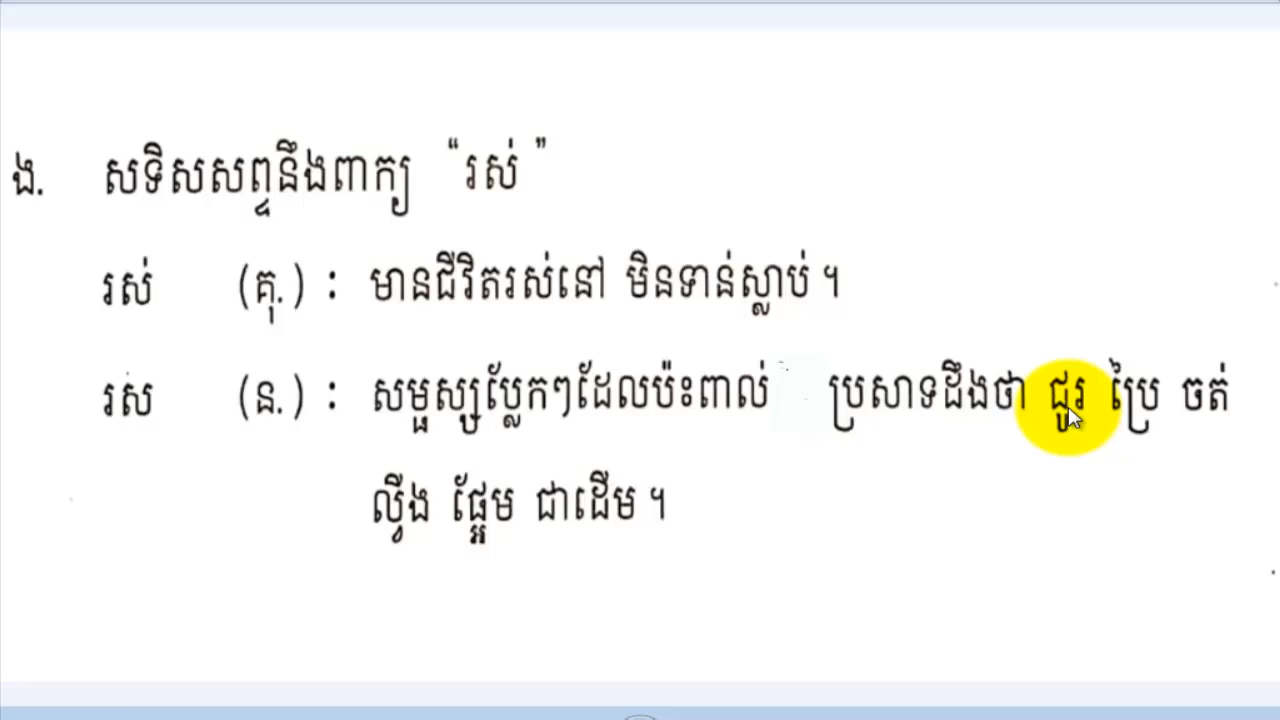 ង. សទិសសព្ទនឹងពាក្យ “រស់”
រស់ (គុ.) : មានជីវិតរស់នៅ មិនទាន់ស្លាប់ ។
រស (ន.) : សម្ផស្សប្លែកៗដែលប៉ះពាល់ ប្រសាទដឹងថា ជូរ ប្រៃ ចត់
ល្វីង ផ្អែម ជាដើម ។